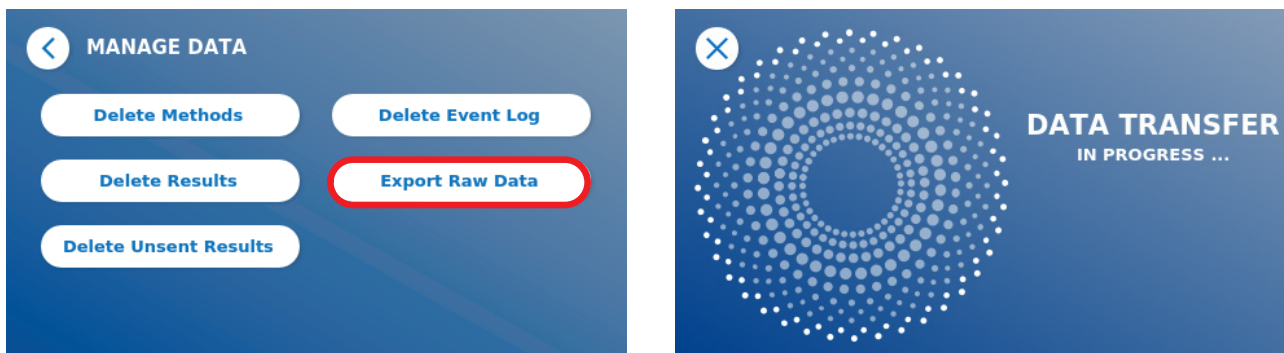 MANAGE DATA
Delete Methods
Delete Event Log
Delete Results
Export Raw Data
Delete Unsent Results
DATA TRANSFER
IN PROGRESS ...